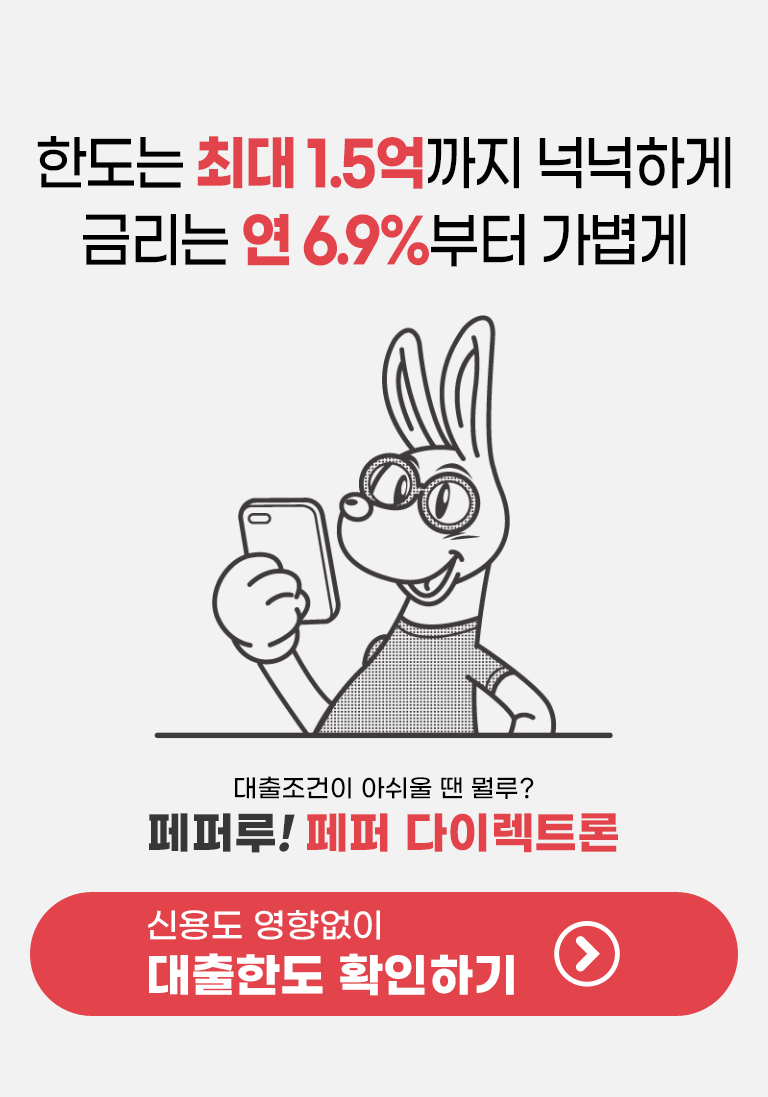 한도는 최대 1.5억까지 넉넉하게
금리는 연 6.9%부터 가볍게
대출조건이 아쉬울 땐 뭘루?
페퍼루! 페퍼 다이렉트론
신용도 영향없이
대출한도 확인하기